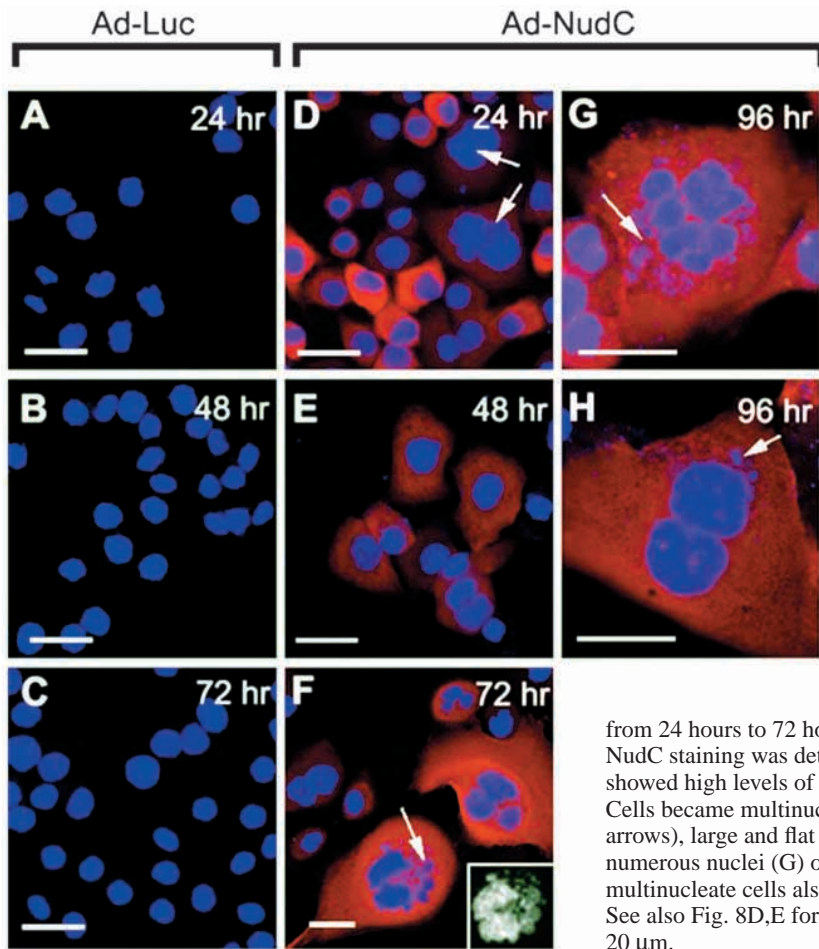 Ad-Luc
Ad-NudC
A 24 hr
D 24 hr
G 96 hr
B 48 hr
E 48 hr
H 96 hr
C 72 hr
F 72 hr
from 24 hours to 72 ho
NudC staining was det
showed high levels of
Cells became multinuc
arrows), large and flat
numerous nuclei (G) o
multinucleate cells als
See also Fig. 8D,E for
20 µm.